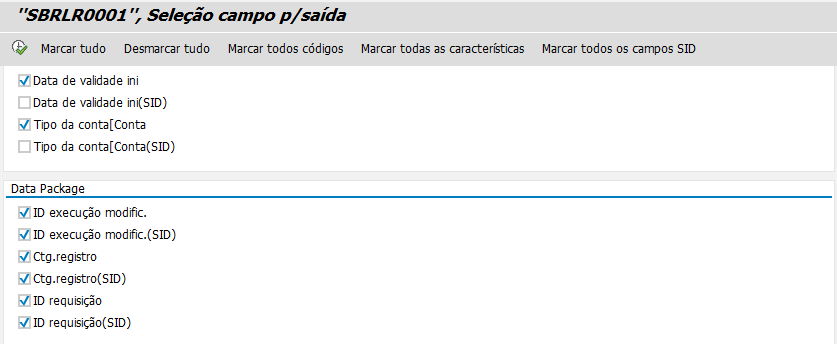 "SBRLR0001", Seleção campo p/saída
Marcar tudo Desmarcar tudo Marcar todos códigos Marcar todas as características Marcar todos os campos SID
Data de validade ini
Data de validade ini(SID)
Tipo da conta[Conta
Tipo da conta[Conta(SID)
Data Package
ID execução modific.
ID execução modific.(SID)
Ctg.registro
Ctg.registro(SID)
ID requisição
ID requisição(SID)